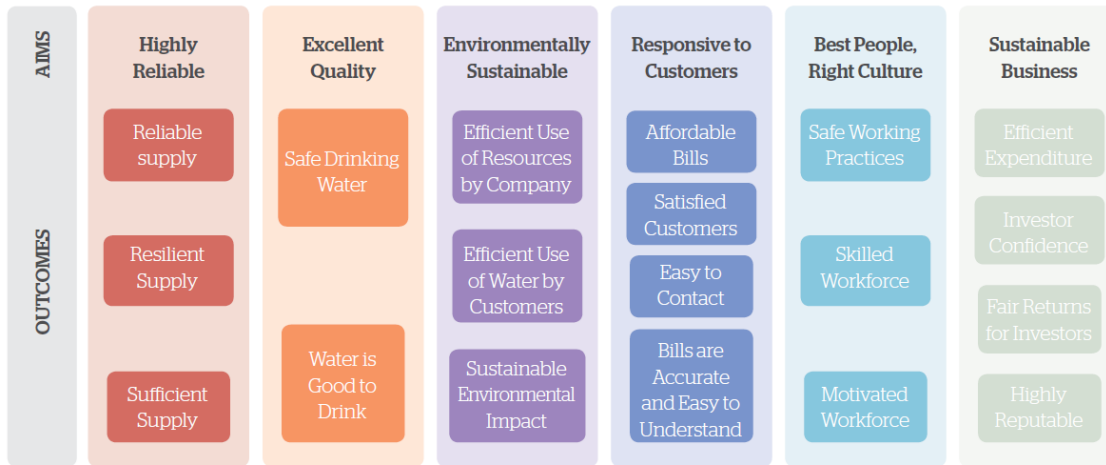 AIMS
Highly
Reliable
Excellent
Quality
Environmentally
Sustainable
Responsive to
Customers
Best People,
Right Culture
Sustainable
Business
OUTCOMES
Reliable
supply
Resilient
Supply
Sufficient
Supply
Safe Drinking
Water
Water is
Good to
Drink
Efficient Use
of Resources
by Company
Efficient Use
of Water by
Customers
Sustainable
Environmental
Impact
Affordable
Bills
Satisfied
Customers
Easy to
Contact
Bills are
Accurate
and Easy to
Understand
Safe Working
Practices
Skilled
Workforce
Motivated
Workforce
Efficient
Expenditure
Investor
Confidence
Fair Returns
for Investors
Highly
Reputable